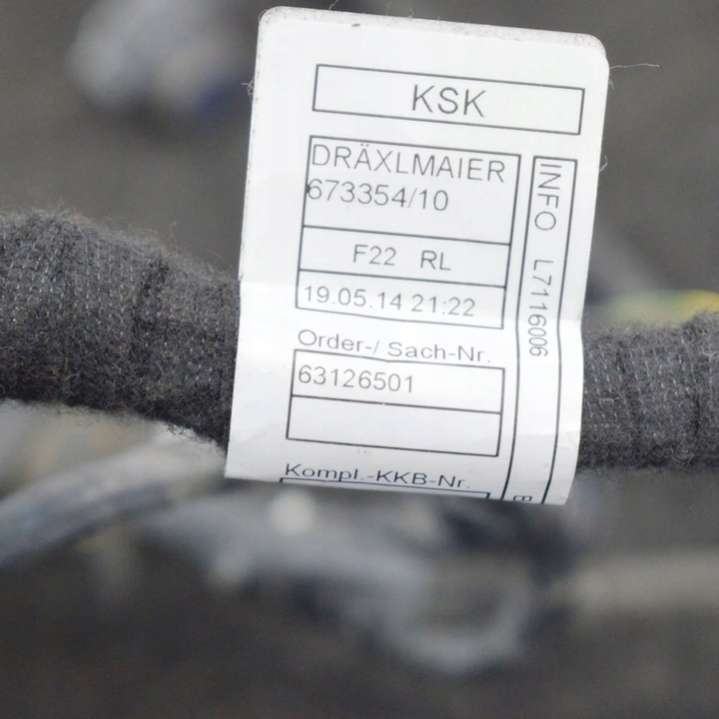 KSK
DRÄXLMAIER
673354/10
F22 RL
19.05.14 21:22
Order-/ Sach-Nr.
63126501
Kompl.-KKB-Nr.
INFO L7116006